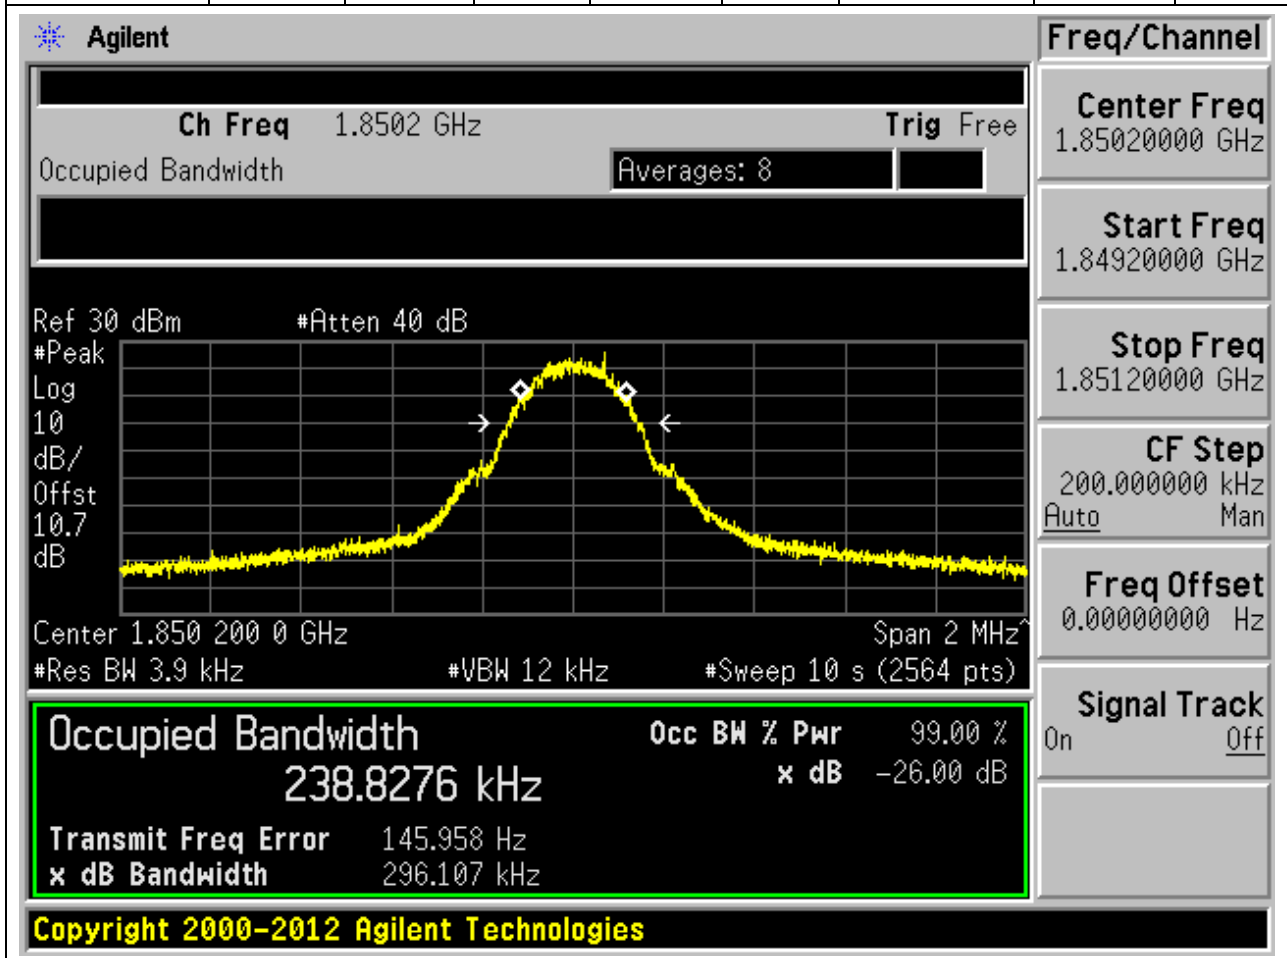 Agilent
Freq/Channel
Ch Freq 1.8502 GHz Trig Free
Occupied Bandwidth Averages: 8
Center Freq
1.85020000 GHz
Start Freq
1.84920000 GHz
Stop Freq
1.85120000 GHz
CF Step
200.000000 kHz
Auto Man
Freq Offset
0.00000000 Hz
Signal Track
On Off
Ref 30 dBm #Atten 40 dB
#Peak
Log
10
dB/
Offst
10.7
dB
Center 1.850 200 0 GHz Span 2 MHz^
#Res BW 3.9 kHz #VBW 12 kHz #Sweep 10 s (2564 pts)
Occupied Bandwidth Occ BW % Pwr 99.00 %
238.8276 kHz x dB -26.00 dB
Transmit Freq Error 145.958 Hz
x dB Bandwidth 296.107 kHz
Copyright 2000-2012 Agilent Technologies